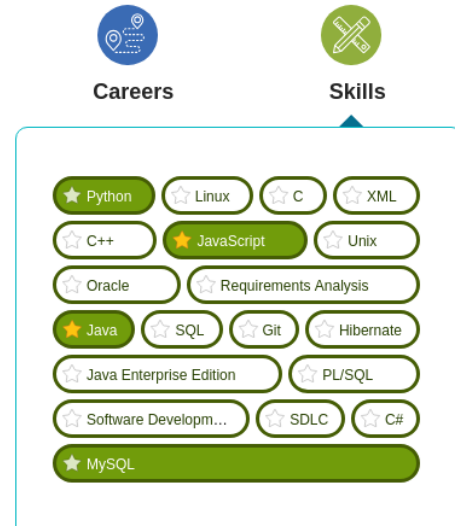 Careers Skills
Python Linux C XML
C++ JavaScript Unix
Oracle Requirements Analysis
Java SQL Git Hibernate
Java Enterprise Edition PL/SQL
Software Developm... SDLC C#
MySQL